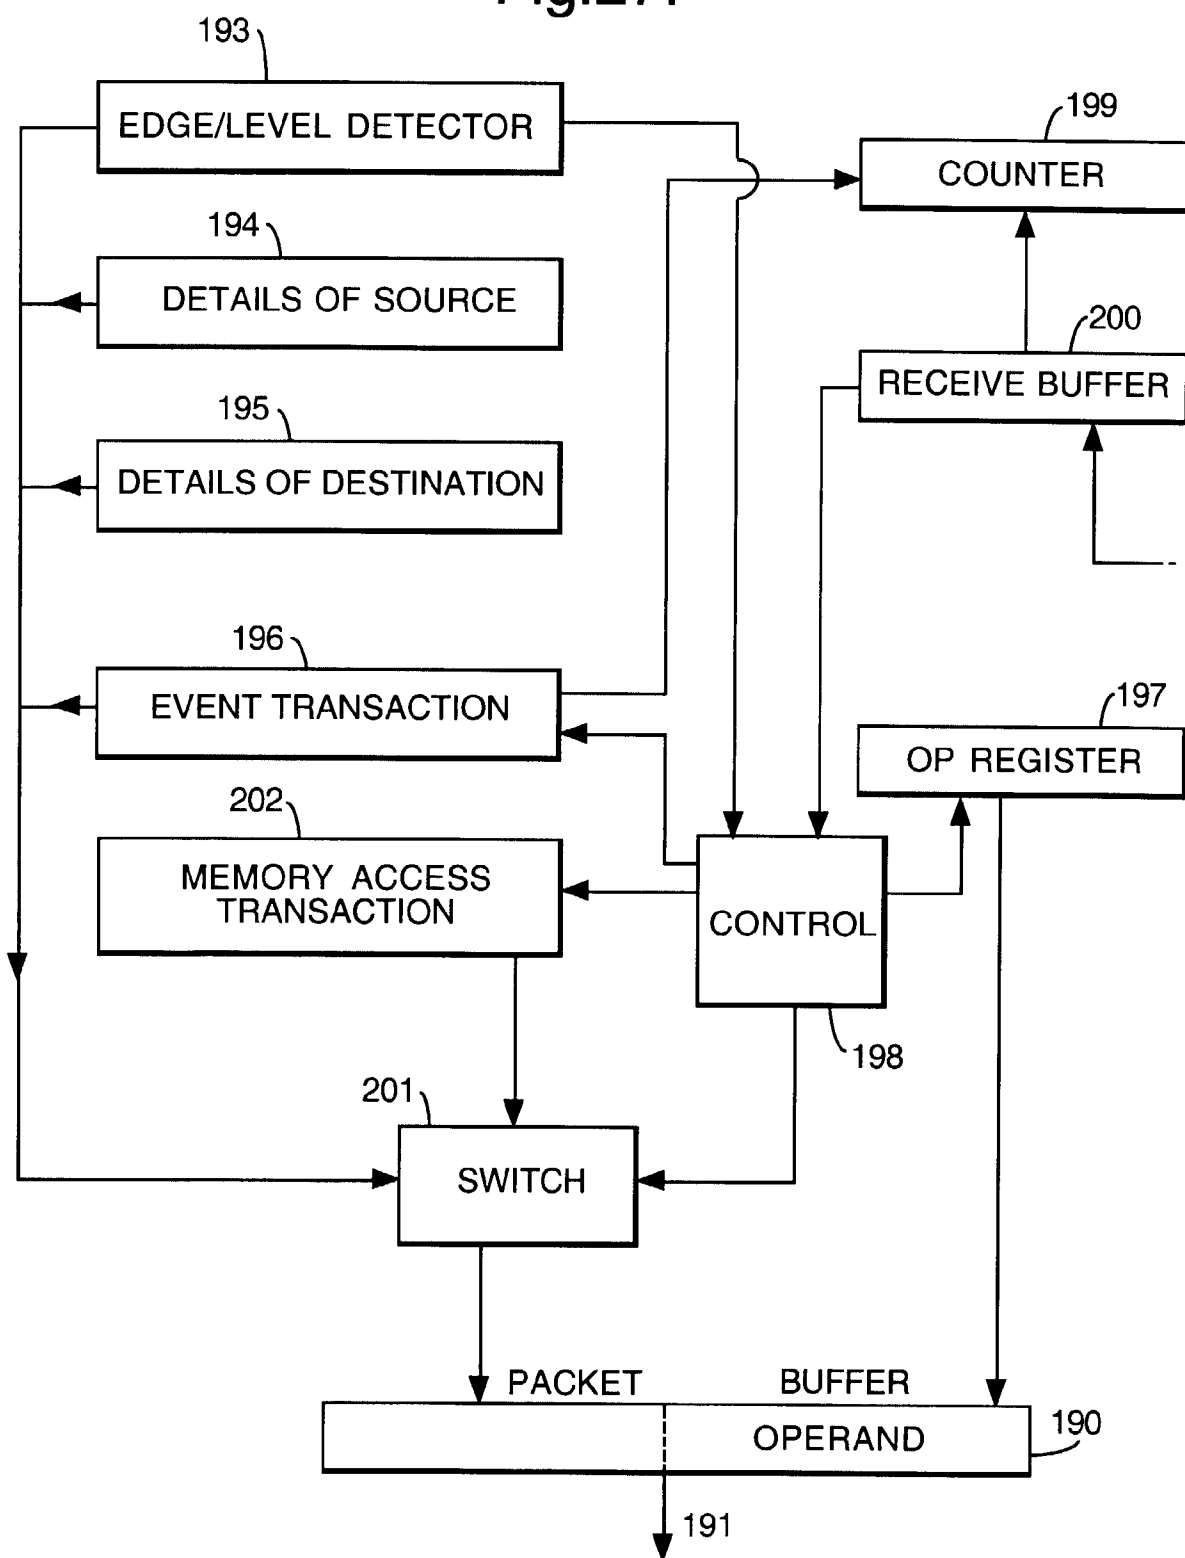 193
EDGE/LEVEL DETECTOR
199
COUNTER
194
DETAILS OF SOURCE
200
RECEIVE BUFFER
195
DETAILS OF DESTINATION
196
EVENT TRANSACTION
197
OP REGISTER
202
MEMORY ACCESS
TRANSACTION
CONTROL
198
201
SWITCH
PACKET BUFFER
OPERAND
190
191